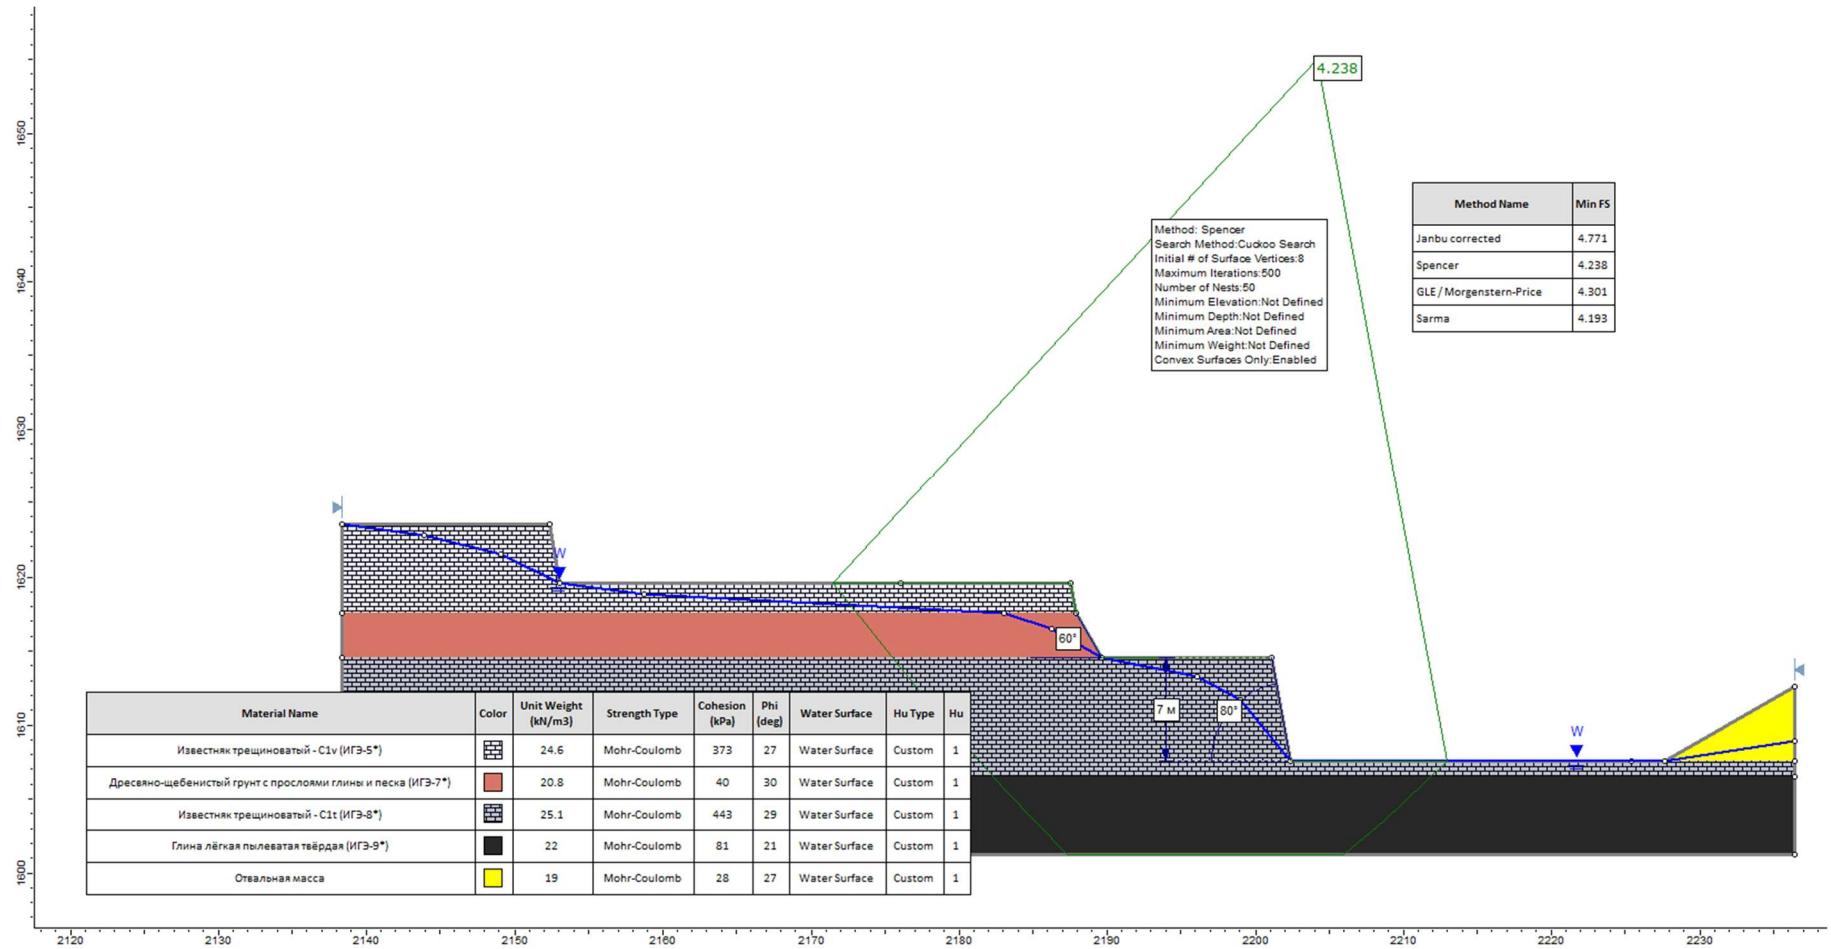 4.238
Method: Spencer
Search Method:Cuckoo Search
Initial # of Surface Vertices:8
Maximum Iterations:500
Number of Nests:50
Minimum Elevation:Not Defined
Minimum Depth:Not Defined
Minimum Area:Not Defined
Minimum Weight:Not Defined
Convex Surfaces Only:Enabled
Method Name Min FS
Janbu corrected 4.771
Spencer 4.238
GLE / Morgenstern-Price 4.301
Sarma 4.193
1650
1640
1630
1620
1610
1600
W
60°
7 м
80°
W
Material Name Color Unit Weight (kN/m3) Strength Type Cohesion (kPa) Phi (deg) Water Surface Hu Type Hu
Известняк трещиноватый - C1v (ИГЭ-5*) 24.6 Mohr-Coulomb 373 27 Water Surface Custom 1
Дресвяно-щебенистый грунт с прослоями глины и песка (ИГЭ-7*) 20.8 Mohr-Coulomb 40 30 Water Surface Custom 1
Известняк трещиноватый - C1t (ИГЭ-8*) 25.1 Mohr-Coulomb 443 29 Water Surface Custom 1
Глина лёгкая пылеватая твёрдая (ИГЭ-9*) 22 Mohr-Coulomb 81 21 Water Surface Custom 1
Отвальная масса 19 Mohr-Coulomb 28 27 Water Surface Custom 1
2120 2130 2140 2150 2160 2170 2180 2190 2200 2210 2220 2230